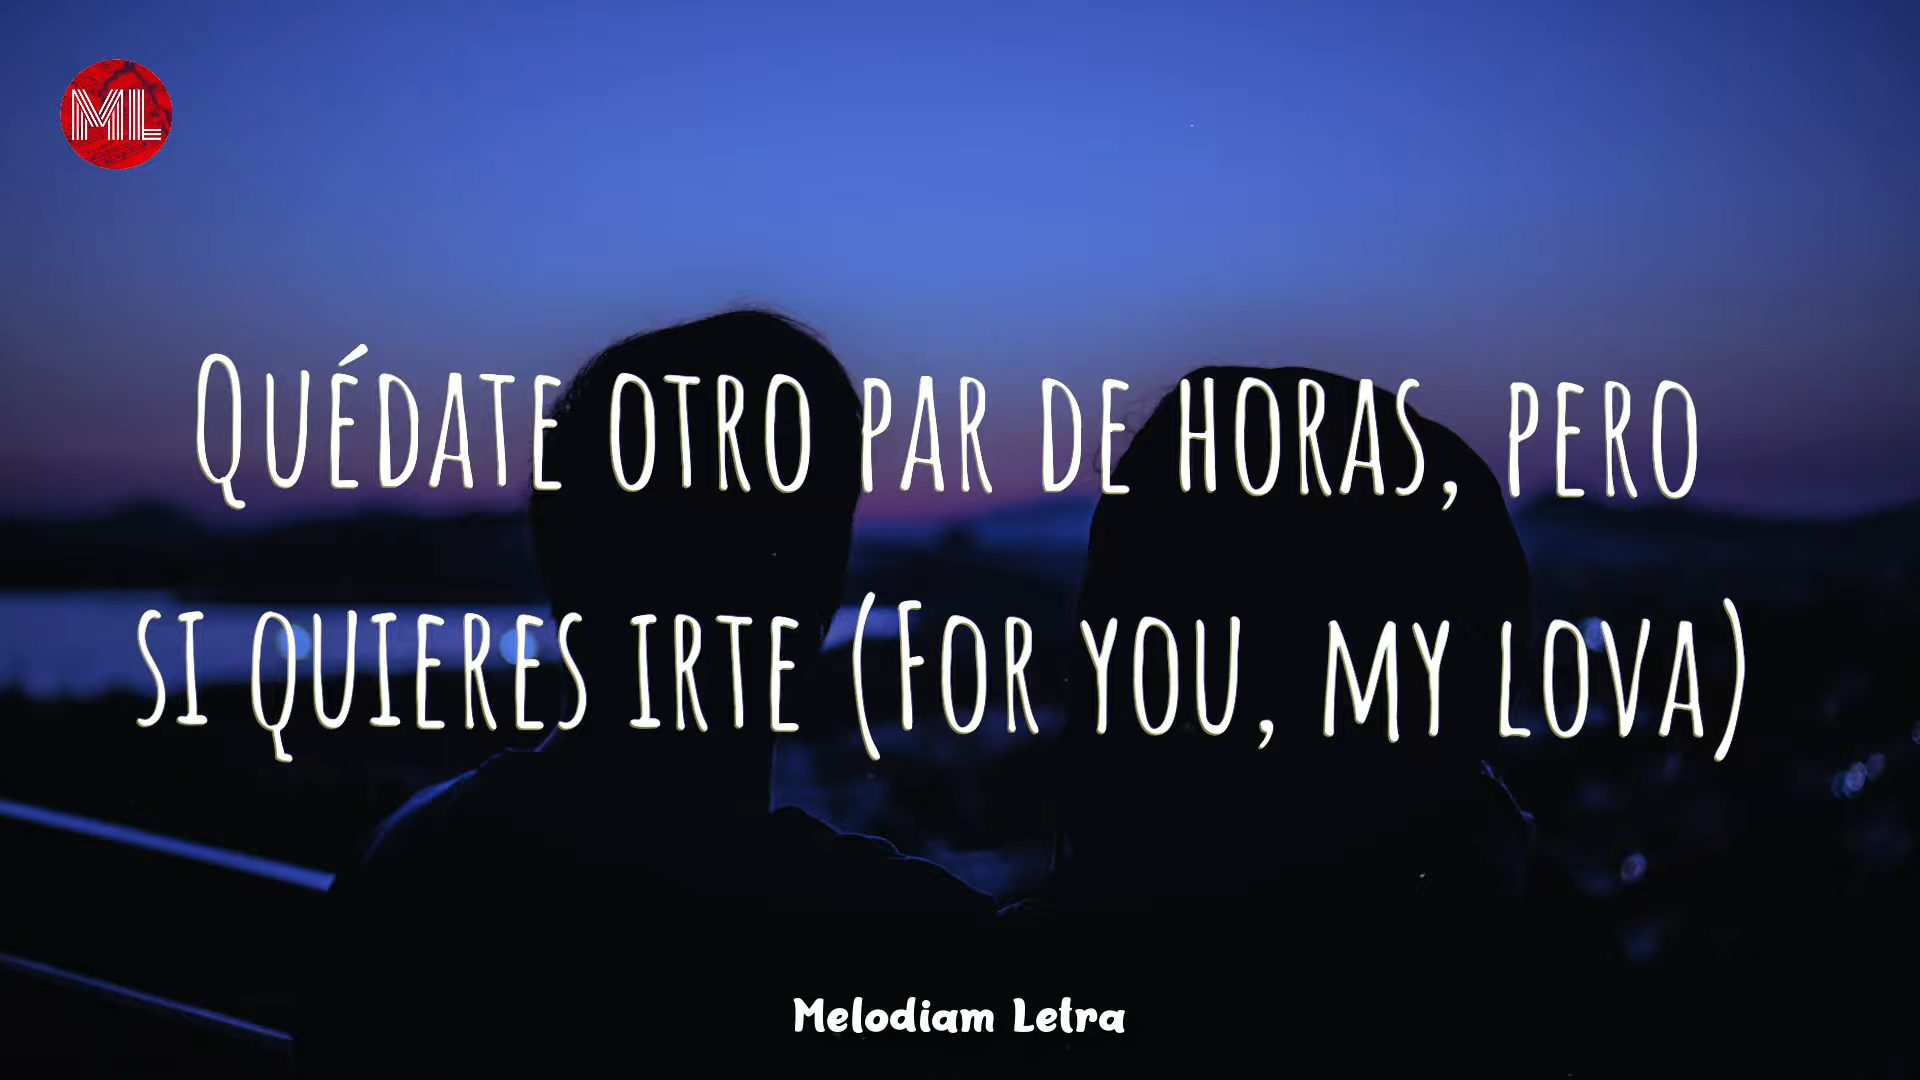 ML
Quédate otro par de horas, pero
si quieres irte (For you, my lova)
Melodiam Letra